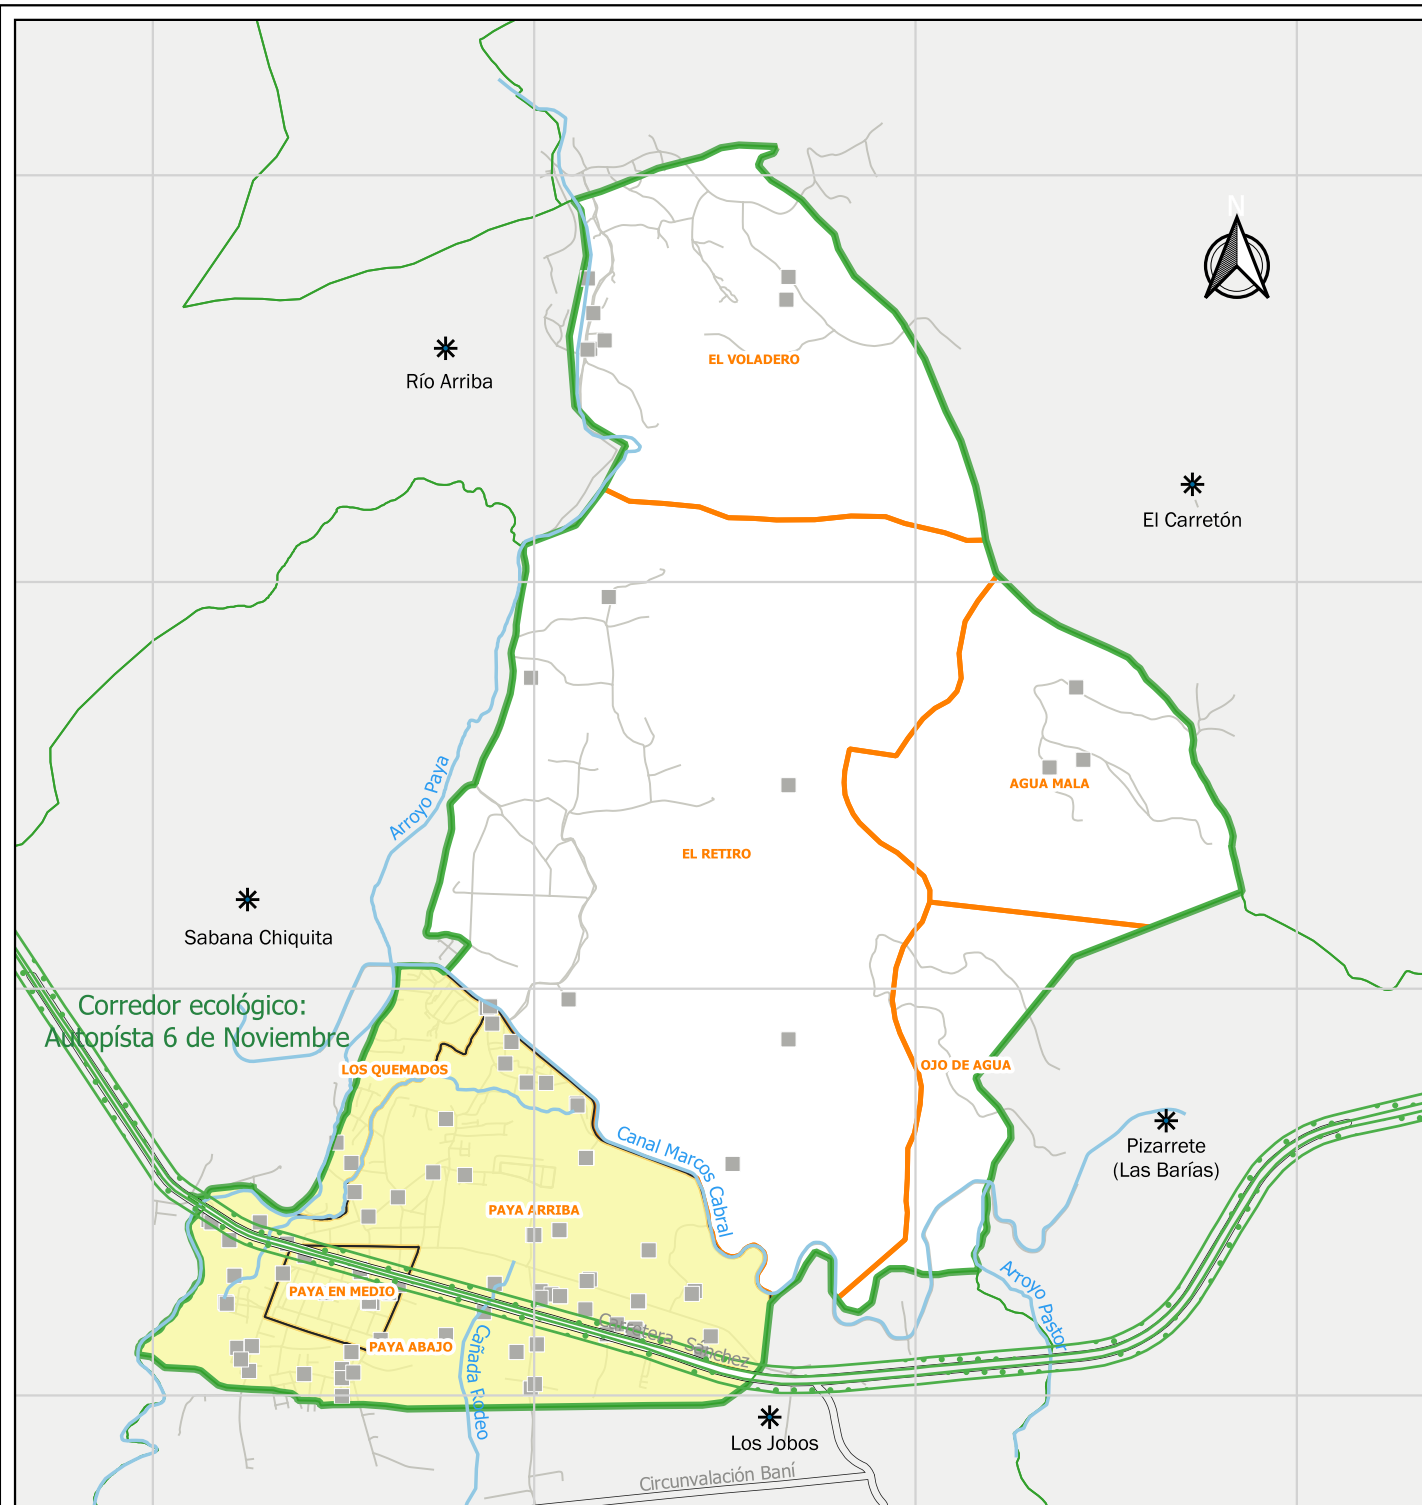 N
EL VOLADERO
Río Arriba
El Carretón
Arroyo Paya
AGUA MALA
EL RETIRO
Sabana Chiquita
Corredor ecológico:
Autopísta 6 de Noviembre
LOS QUEMADOS
OJO DE AGUA
Canal Marcos Cabral
Pizarrete
(Las Barías)
PAYA ARRIBA
PAYA EN MEDIO
Arroyo Pastor
Carretera Sánchez
PAYA ABAJO
Cañada Rodeo
Los Jobos
Circunvalación Baní